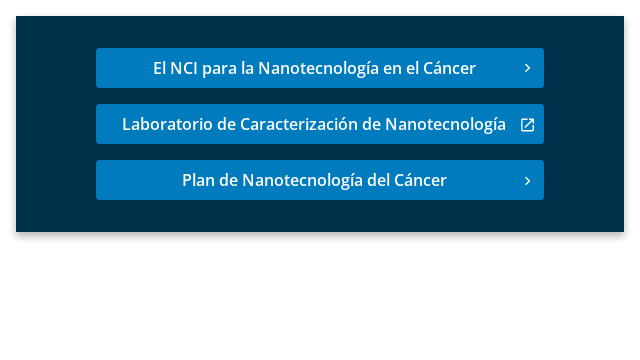 El NCI para la Nanotecnología en el Cáncer
Laboratorio de Caracterización de Nanotecnología
Plan de Nanotecnología del Cáncer